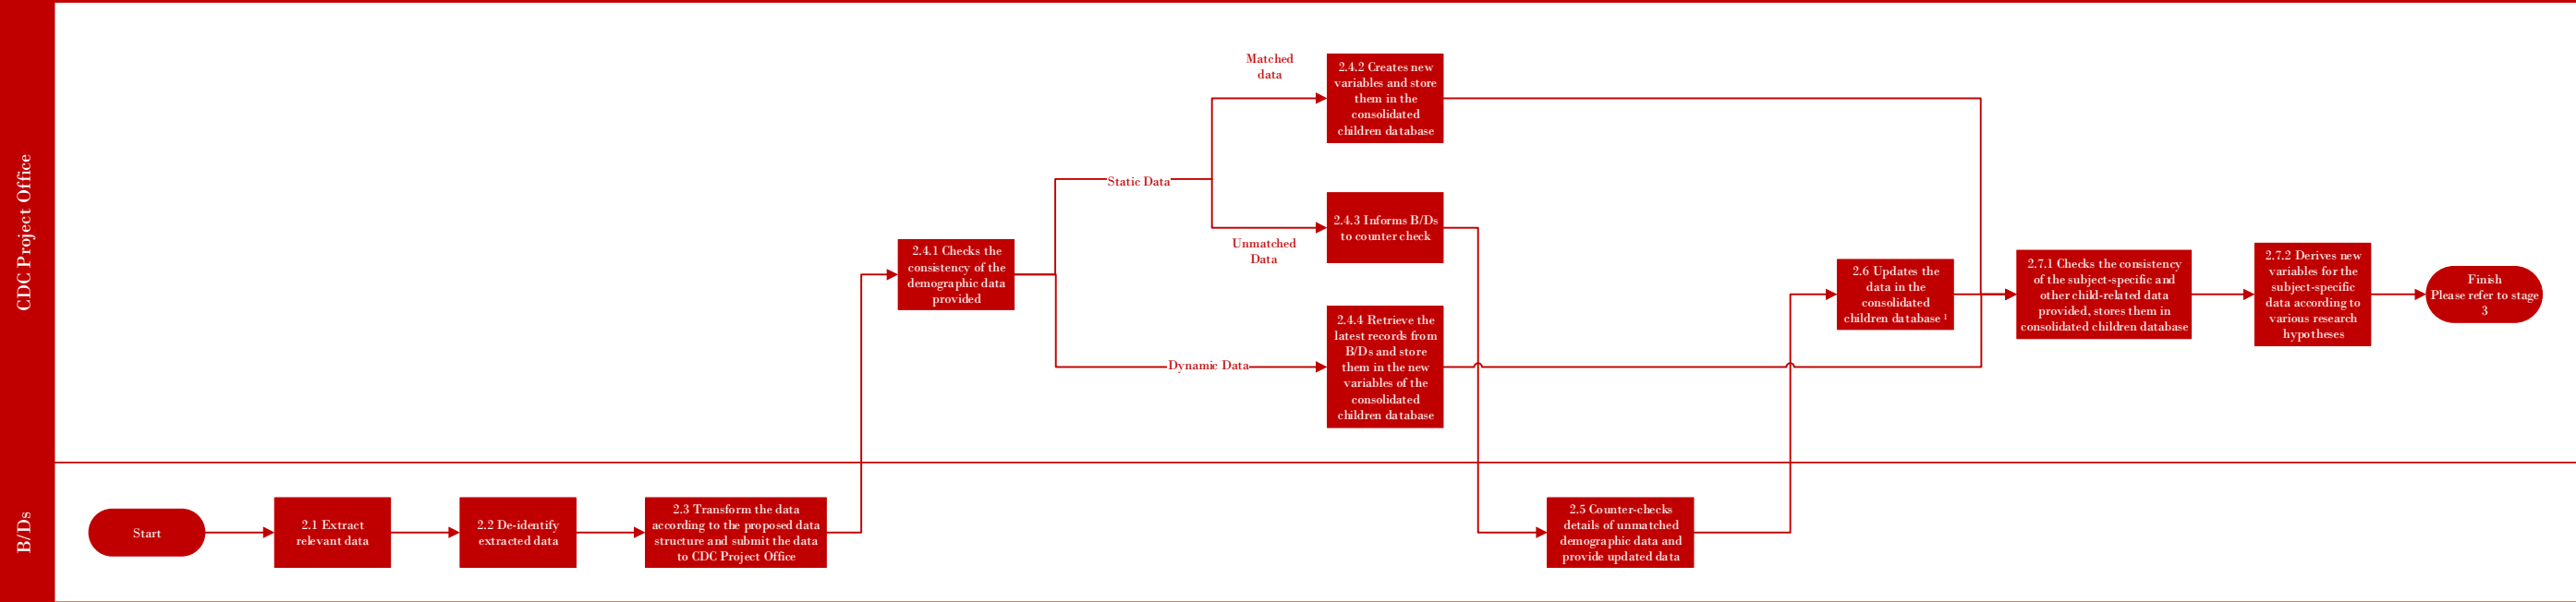 CDC Project Office
Matched
data
2.4.2 Creates new
variables and store
them in the
consolidated
children database
Static Data
2.4.3 Informs B/Ds
to counter check
Unmatched
Data
2.4.1 Checks the
consistency of the
demographic data
provided
2.4.4 Retrieve the
latest records from
B/Ds and store
them in the new
variables of the
consolidated
children database
Dynamic Data
2.6 Updates the
data in the
consolidated
children database 1
2.7.1 Checks the consistency
of the subject-specific and
other child-related data
provided, stores them in
consolidated children database
2.7.2 Derives new
variables for the
subject-specific
data according to
various research
hypotheses
Finish
Please refer to stage
3
B/Ds
Start
2.1 Extract
relevant data
2.2 De-identify
extracted data
2.3 Transform the data
according to the proposed data
structure and submit the data
to CDC Project Office
2.5 Counter-checks
details of unmatched
demographic data and
provide updated data